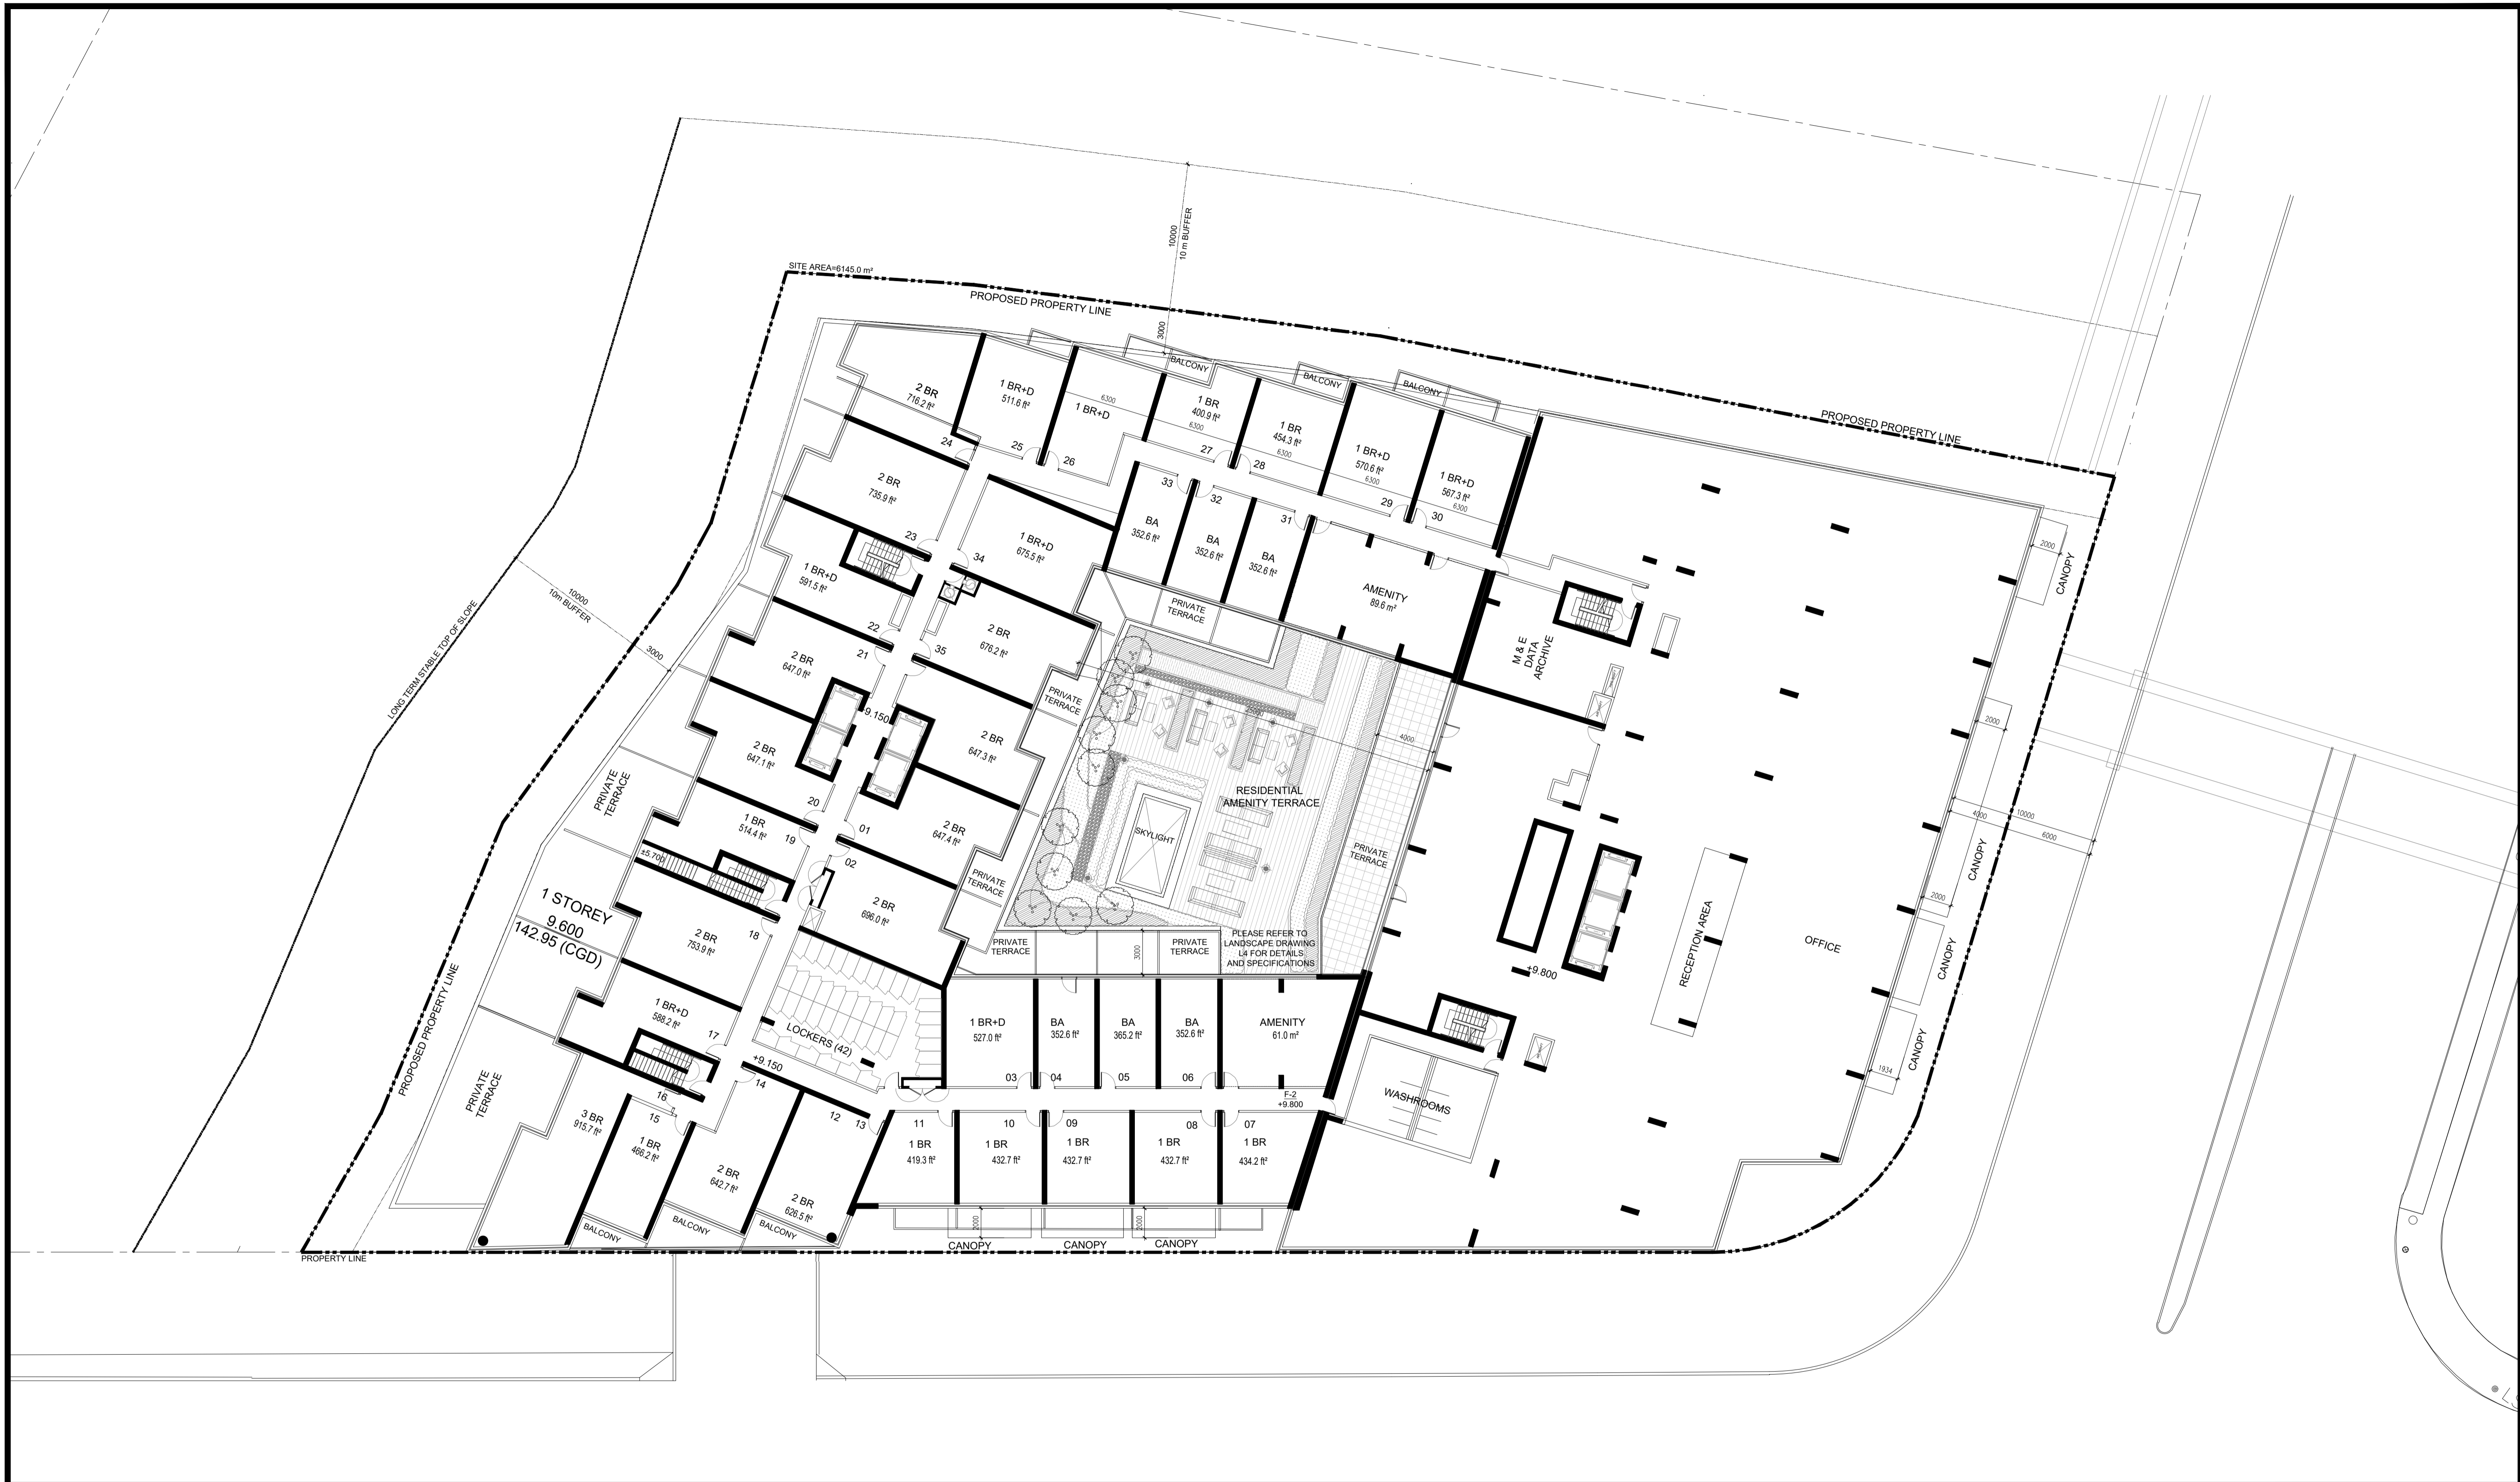 SITE AREA=6145.0 m²
10000
10 m BUFFER
3000
PROPOSED PROPERTY LINE
PROPOSED PROPERTY LINE
LONG TERM STABLE TOP OF SLOPE
10000
10m BUFFER
3000
PROPOSED PROPERTY LINE
PROPERTY LINE
2 BR
716.2 ft²
24
1 BR+D
511.6 ft²
25
6300
1 BR+D
26
BALCONY
1 BR
400.9 ft²
6300
27
BALCONY
1 BR
454.3 ft²
6300
28
BALCONY
1 BR+D
570.6 ft²
6300
29
1 BR+D
567.3 ft²
6300
30
2 BR
735.9 ft²
23
33
BA
352.6 ft²
32
BA
352.6 ft²
31
BA
352.6 ft²
34
1 BR+D
675.5 ft²
AMENITY
89.6 m²
1 BR+D
591.5 ft²
22
2 BR
676.2 ft²
35
PRIVATE
TERRACE
2 BR
647.0 ft²
21
PRIVATE
TERRACE
2 BR
647.3 ft²
2 BR
647.1 ft²
20
9.150
PRIVATE
TERRACE
1 BR
514.4 ft²
19
01
2 BR
647.4 ft²
02
±5.700
PRIVATE
TERRACE
2 BR
696.0 ft²
1 STOREY
9.600
142.95 (CGD)
2 BR
753.9 ft²
18
RESIDENTIAL
AMENITY TERRACE
SKYLIGHT
4000
PRIVATE
TERRACE
PRIVATE
TERRACE
3000
PRIVATE
TERRACE
PLEASE REFER TO
LANDSCAPE DRAWING
L4 FOR DETAILS
AND SPECIFICATIONS
1 BR+D
588.2 ft²
17
LOCKERS (42)
+9.150
1 BR+D
527.0 ft²
03
BA
352.6 ft²
04
BA
365.2 ft²
05
BA
352.6 ft²
06
AMENITY
61.0 m²
F-2
+9.800
PRIVATE
TERRACE
3 BR
915.7 ft²
16
15
1 BR
466.2 ft²
14
2 BR
642.7 ft²
12
13
2 BR
626.5 ft²
BALCONY
BALCONY
BALCONY
11
1 BR
419.3 ft²
10
1 BR
432.7 ft²
09
1 BR
432.7 ft²
08
1 BR
432.7 ft²
07
1 BR
434.2 ft²
2000
2000
CANOPY
CANOPY
CANOPY
M & E
DATA
ARCHIVE
RECEPTION AREA
OFFICE
+9.800
WASHROOMS
2000
CANOPY
2000
10000
4000
6000
CANOPY
2000
CANOPY
CANOPY
1934